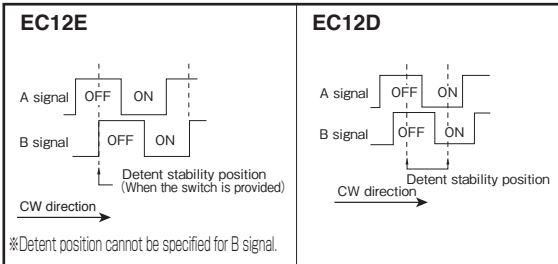 EC12E
A signal OFF ON
B signal OFF ON
Detent stability position
(When the switch is provided)
CW direction
※Detent position cannot be specified for B signal.
EC12D
A signal OFF ON
B signal OFF ON
Detent stability position
CW direction